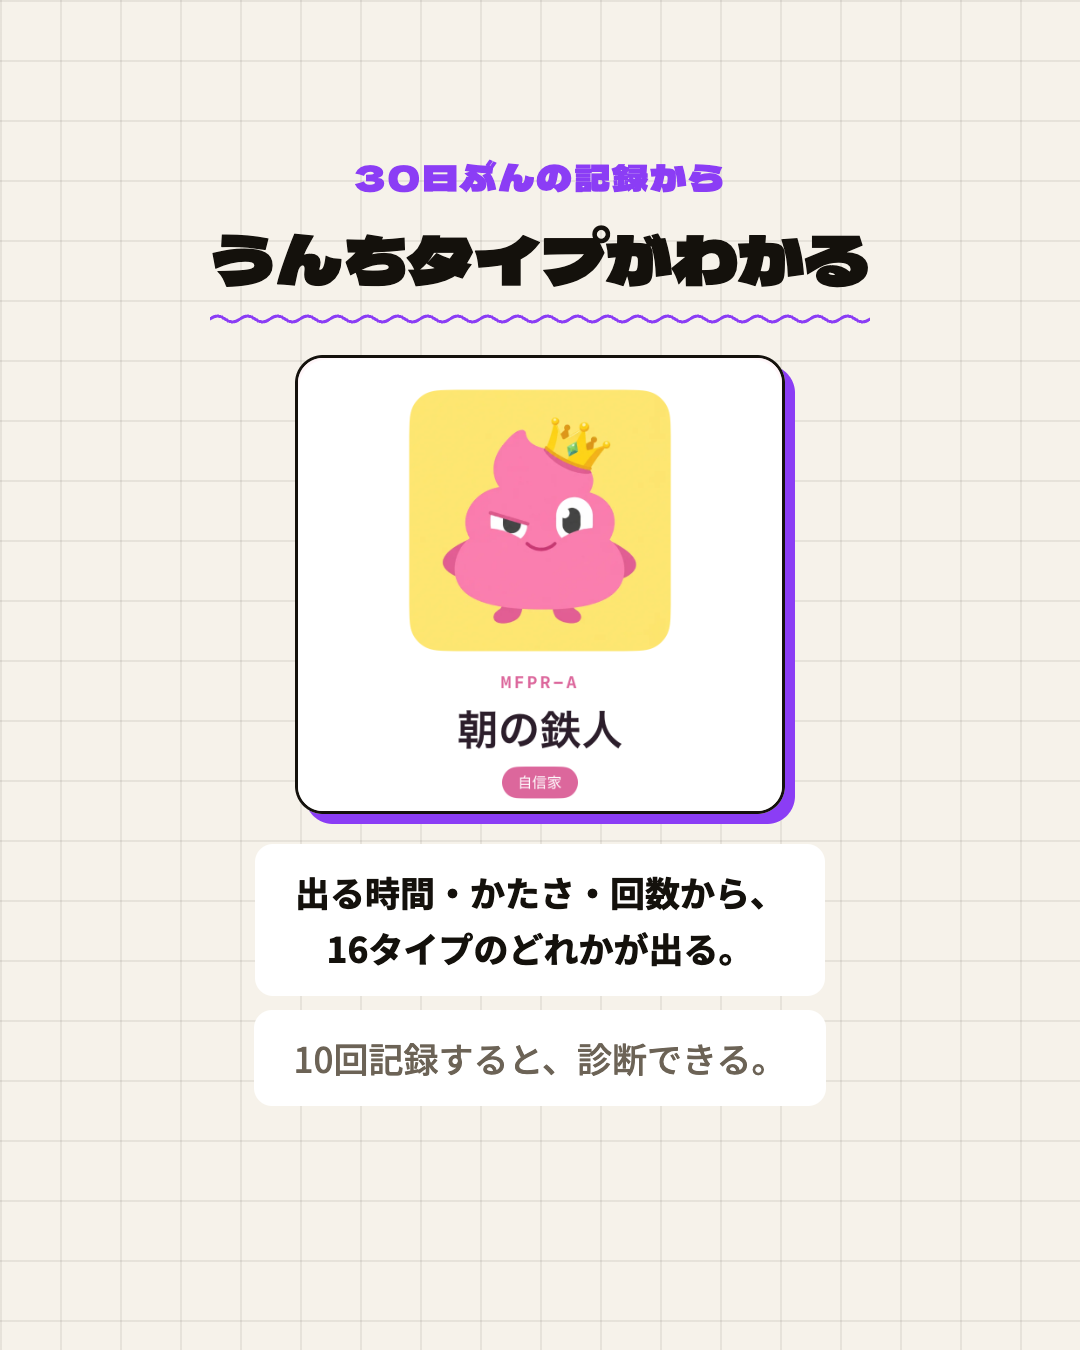 30日ぶんの記録から
うんちタイプがわかる
MFPR-A
朝の鉄人
自信家
出る時間・かたさ・回数から、
16タイプのどれかが出る。
10回記録すると、診断できる。